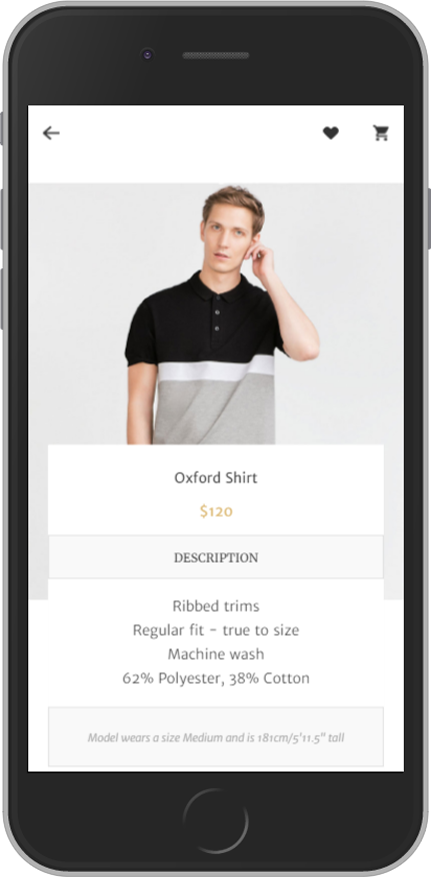 Oxford Shirt
$120
DESCRIPTION
Ribbed trims
Regular fit - true to size
Machine wash
62% Polyester, 38% Cotton
Model wears a size Medium and is 181cm/5'11.5" tall